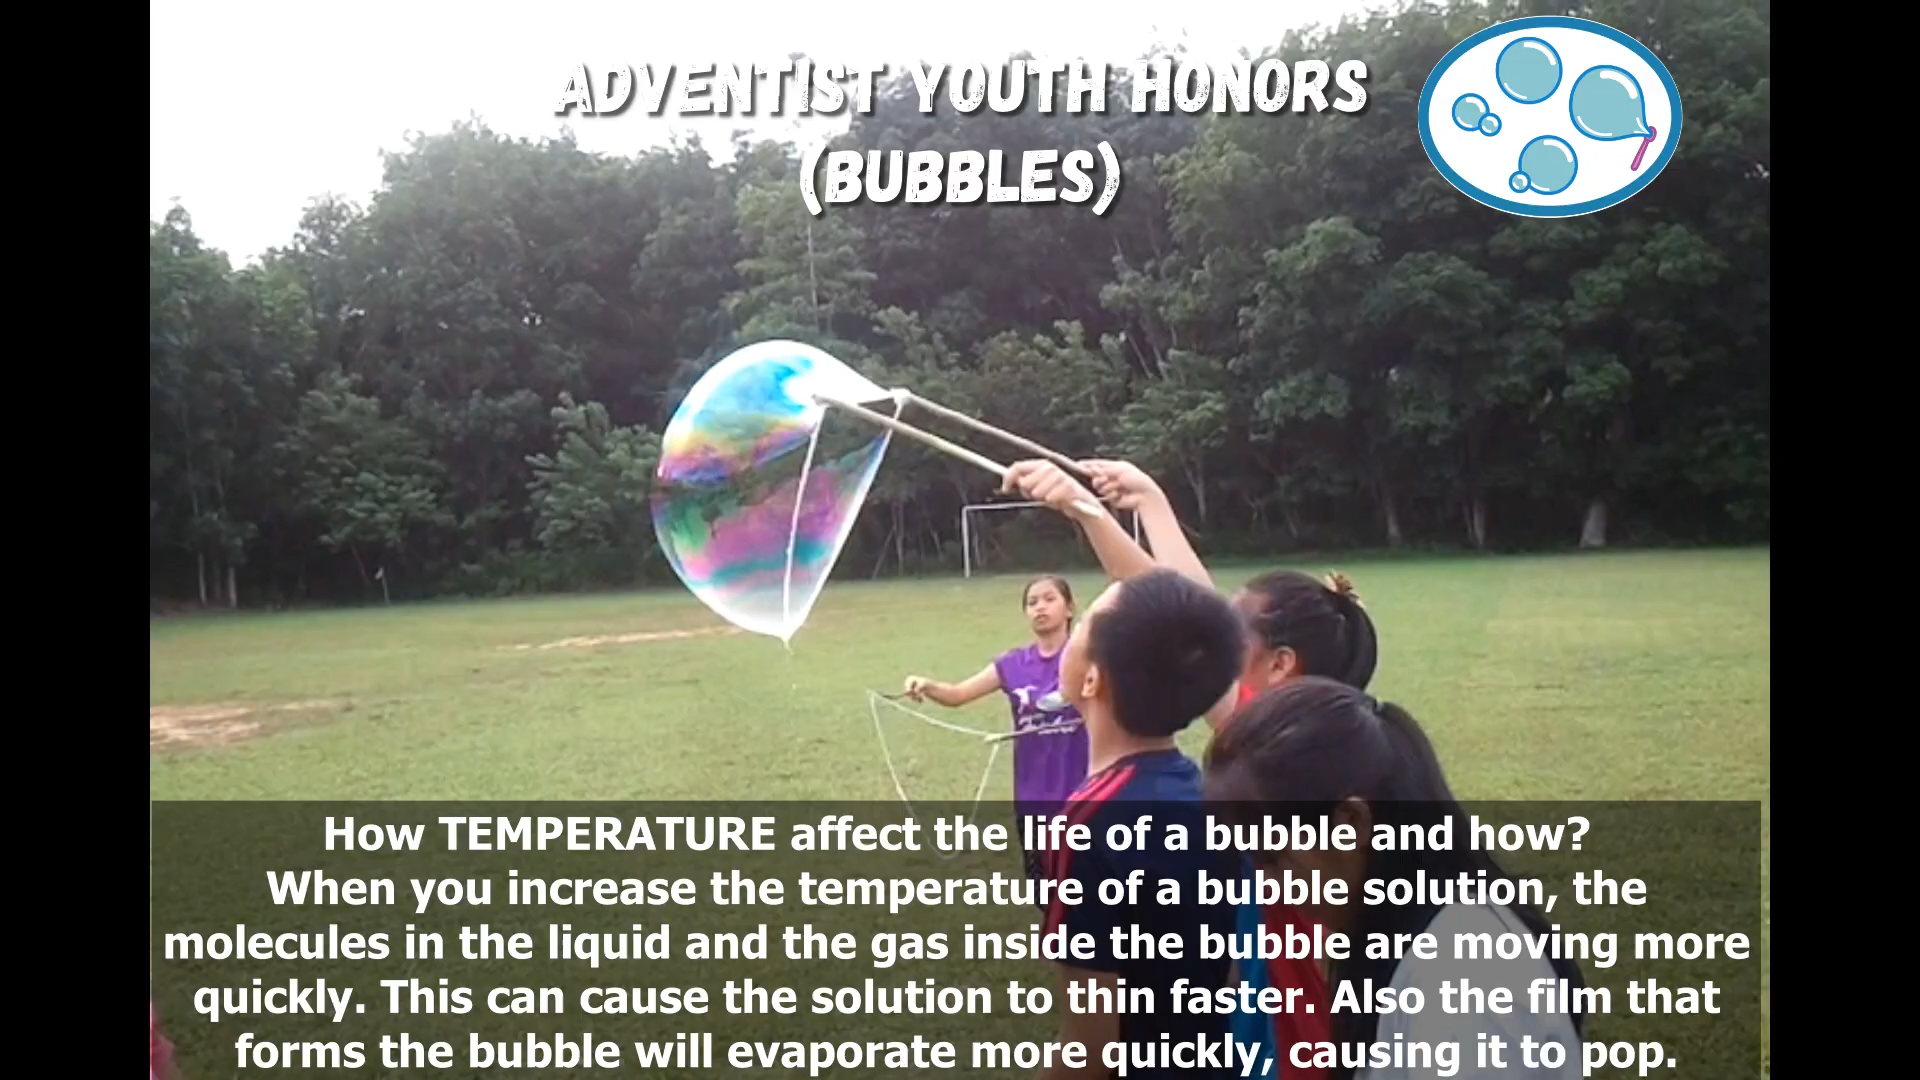 ADVENTIST YOUTH HONORS
(BUBBLES)
How TEMPERATURE affect the life of a bubble and how?
When you increase the temperature of a bubble solution, the
molecules in the liquid and the gas inside the bubble are moving more
quickly. This can cause the solution to thin faster. Also the film that
forms the bubble will evaporate more quickly, causing it to pop.